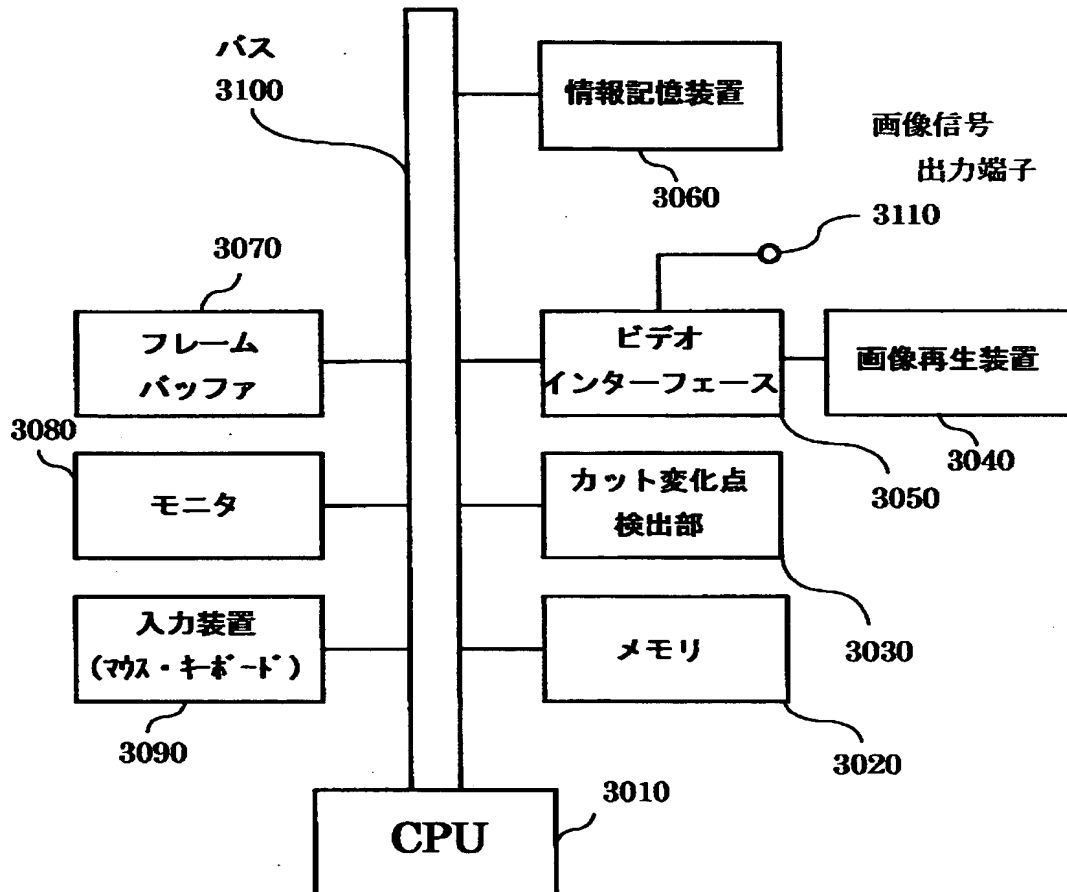 バス
3100
情報記憶装置
3060
画像信号
出力端子
3110
3070
フレーム
バッファ
ビデオ
インターフェース
3050
画像再生装置
3040
3080
モニタ
カット変化点
検出部
3030
入力装置
(マウス・キーボード)
3090
メモリ
3020
3010
CPU